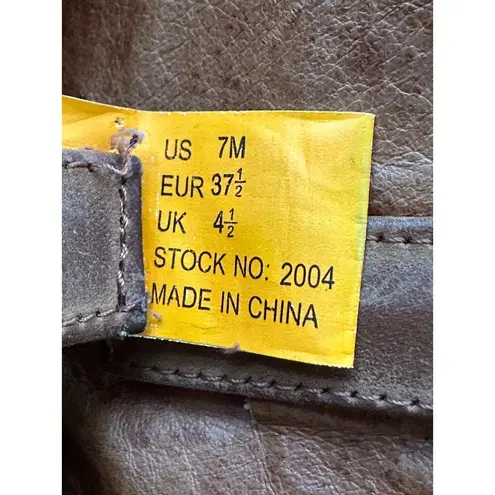 US 7M
EUR 37½
UK 4½
STOCK NO: 2004
MADE IN CHINA